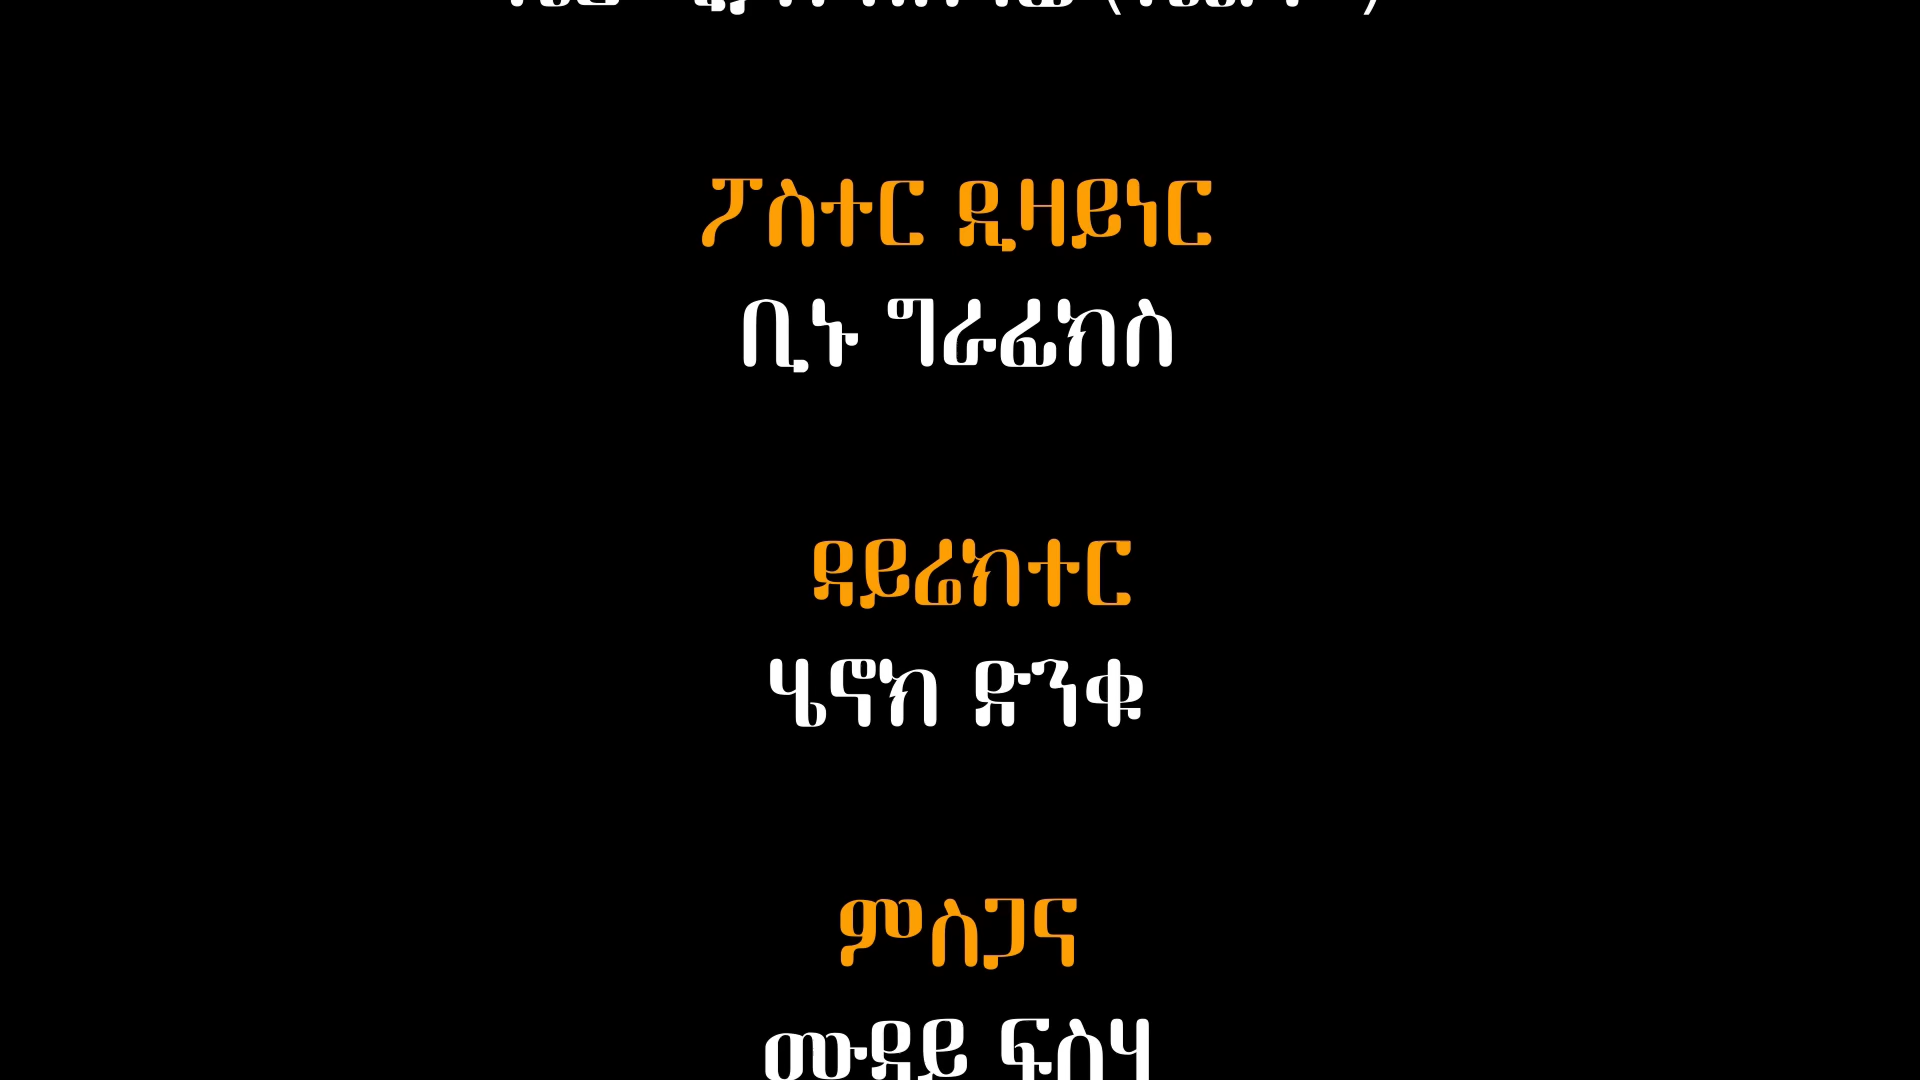 ፖስተር ዲዛይነር
ቢኑ ግራፊክስ
ዳይሬክተር
ሄኖክ ድንቁ
ምስጋና
ሙዳይ ፍስሃ